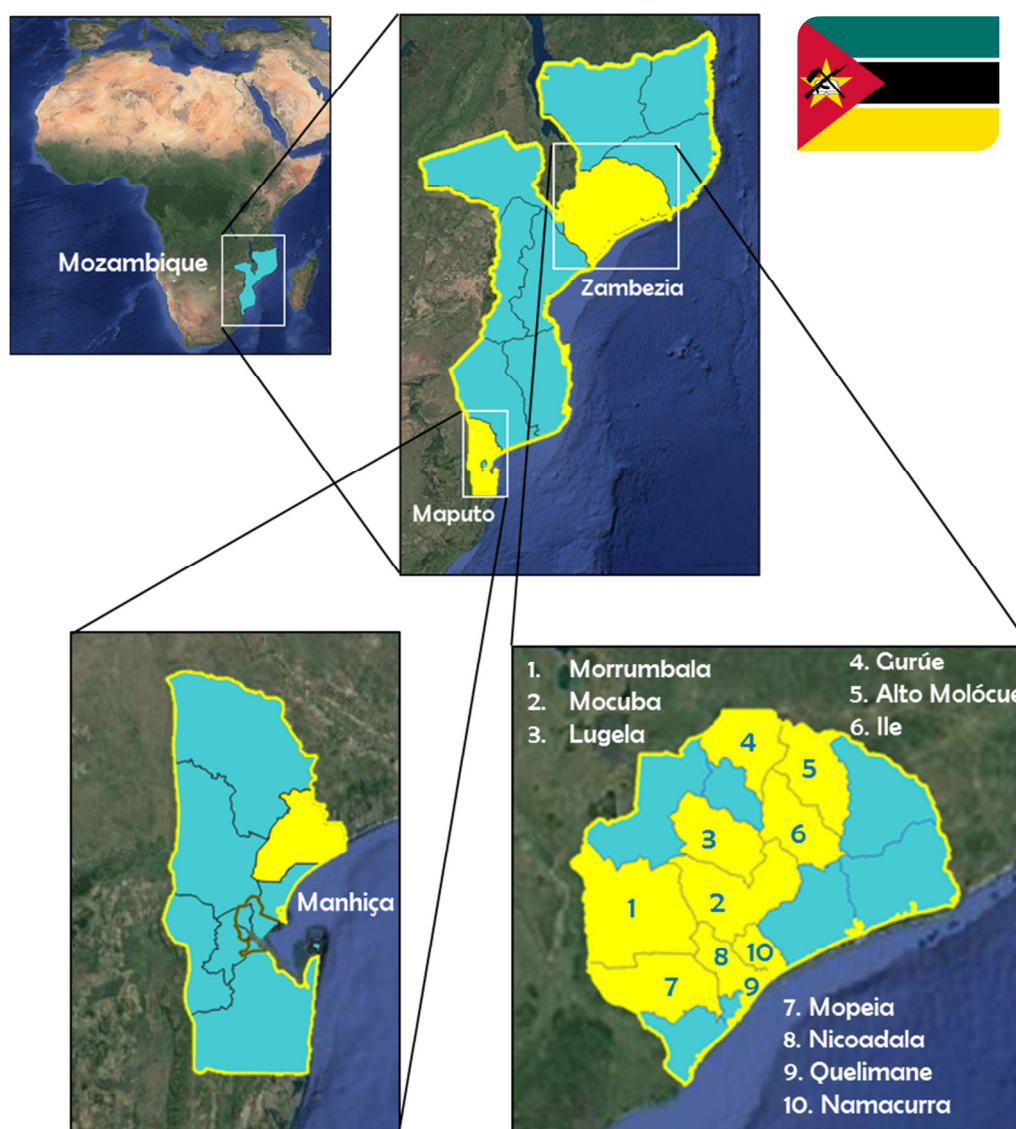 Mozambique
Zambezia
Maputo
Manhiça
1. Morrumbala
2. Mocuba
3. Lugela
4. Gurúe
5. Alto Molócue
6. Ile
4
5
3
6
1
2
8
10
7
9
7. Mopeia
8. Nicoadala
9. Quelimane
10. Namacurra